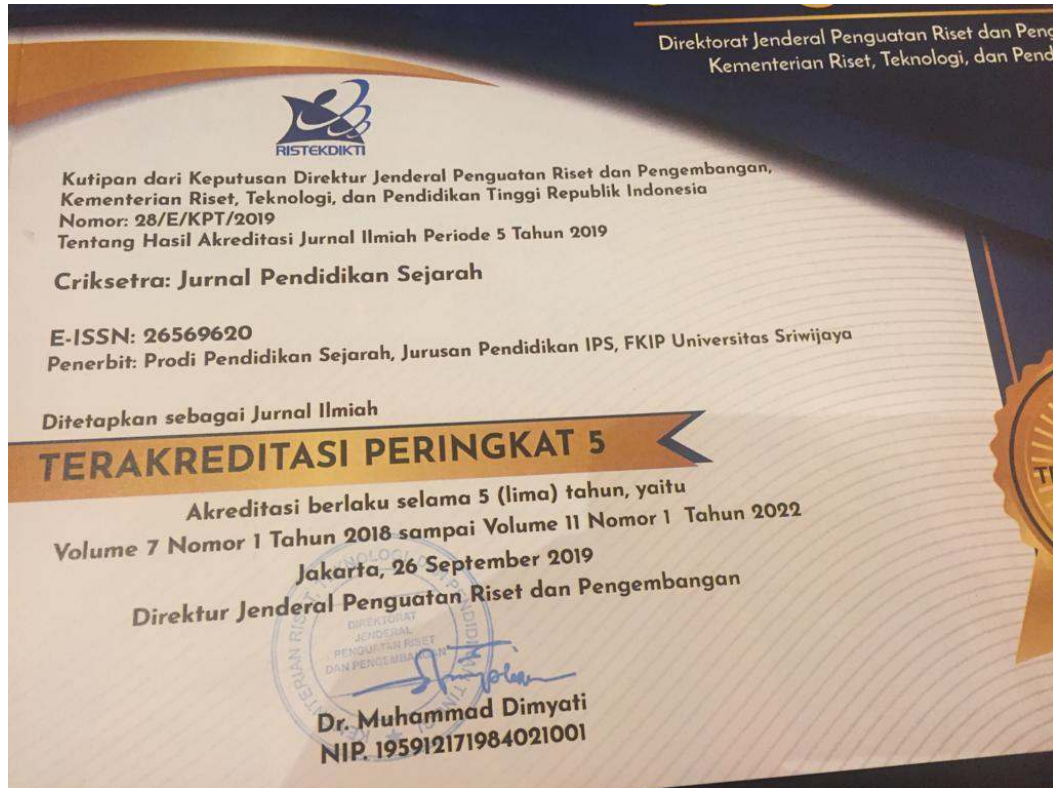 Direktorat Jenderal Penguatan Riset dan Peng
Kementerian Riset, Teknologi, dan Pend
RISTEKDIKTI
Kutipan dari Keputusan Direktur Jenderal Penguatan Riset dan Pengembangan,
Kementerian Riset, Teknologi, dan Pendidikan Tinggi Republik Indonesia
Nomor: 28/E/KPT/2019
Tentang Hasil Akreditasi Jurnal Ilmiah Periode 5 Tahun 2019
Criksetra: Jurnal Pendidikan Sejarah
E-ISSN: 26569620
Penerbit: Prodi Pendidikan Sejarah, Jurusan Pendidikan IPS, FKIP Universitas Sriwijaya
Ditetapkan sebagai Jurnal Ilmiah
TERAKREDITASI PERINGKAT 5
Akreditasi berlaku selama 5 (lima) tahun, yaitu
Volume 7 Nomor 1 Tahun 2018 sampai Volume 11 Nomor 1 Tahun 2022
Jakarta, 26 September 2019
Direktur Jenderal Penguatan Riset dan Pengembangan
DIREKTORAT
JENDERAL
PENGUATAN RISET
DAN PENGEMBANGAN
Dr. Muhammad Dimyati
NIP. 195912171984021001